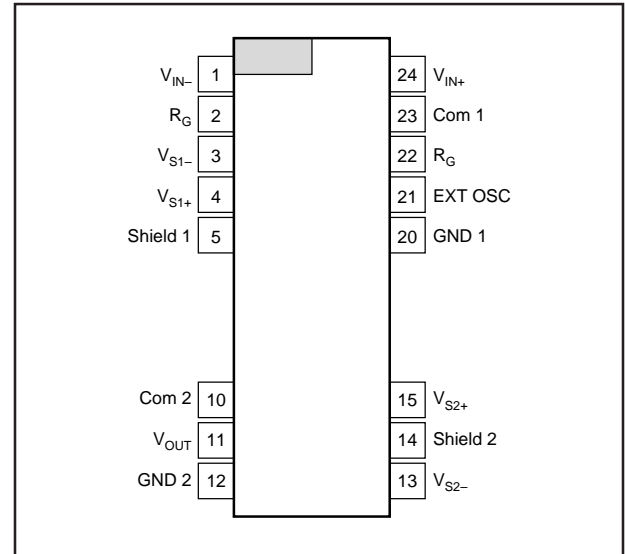 V_IN– 1 24 V_IN+
R_G 2 23 Com 1
V_S1– 3 22 R_G
V_S1+ 4 21 EXT OSC
Shield 1 5 20 GND 1
Com 2 10 15 V_S2+
V_OUT 11 14 Shield 2
GND 2 12 13 V_S2–